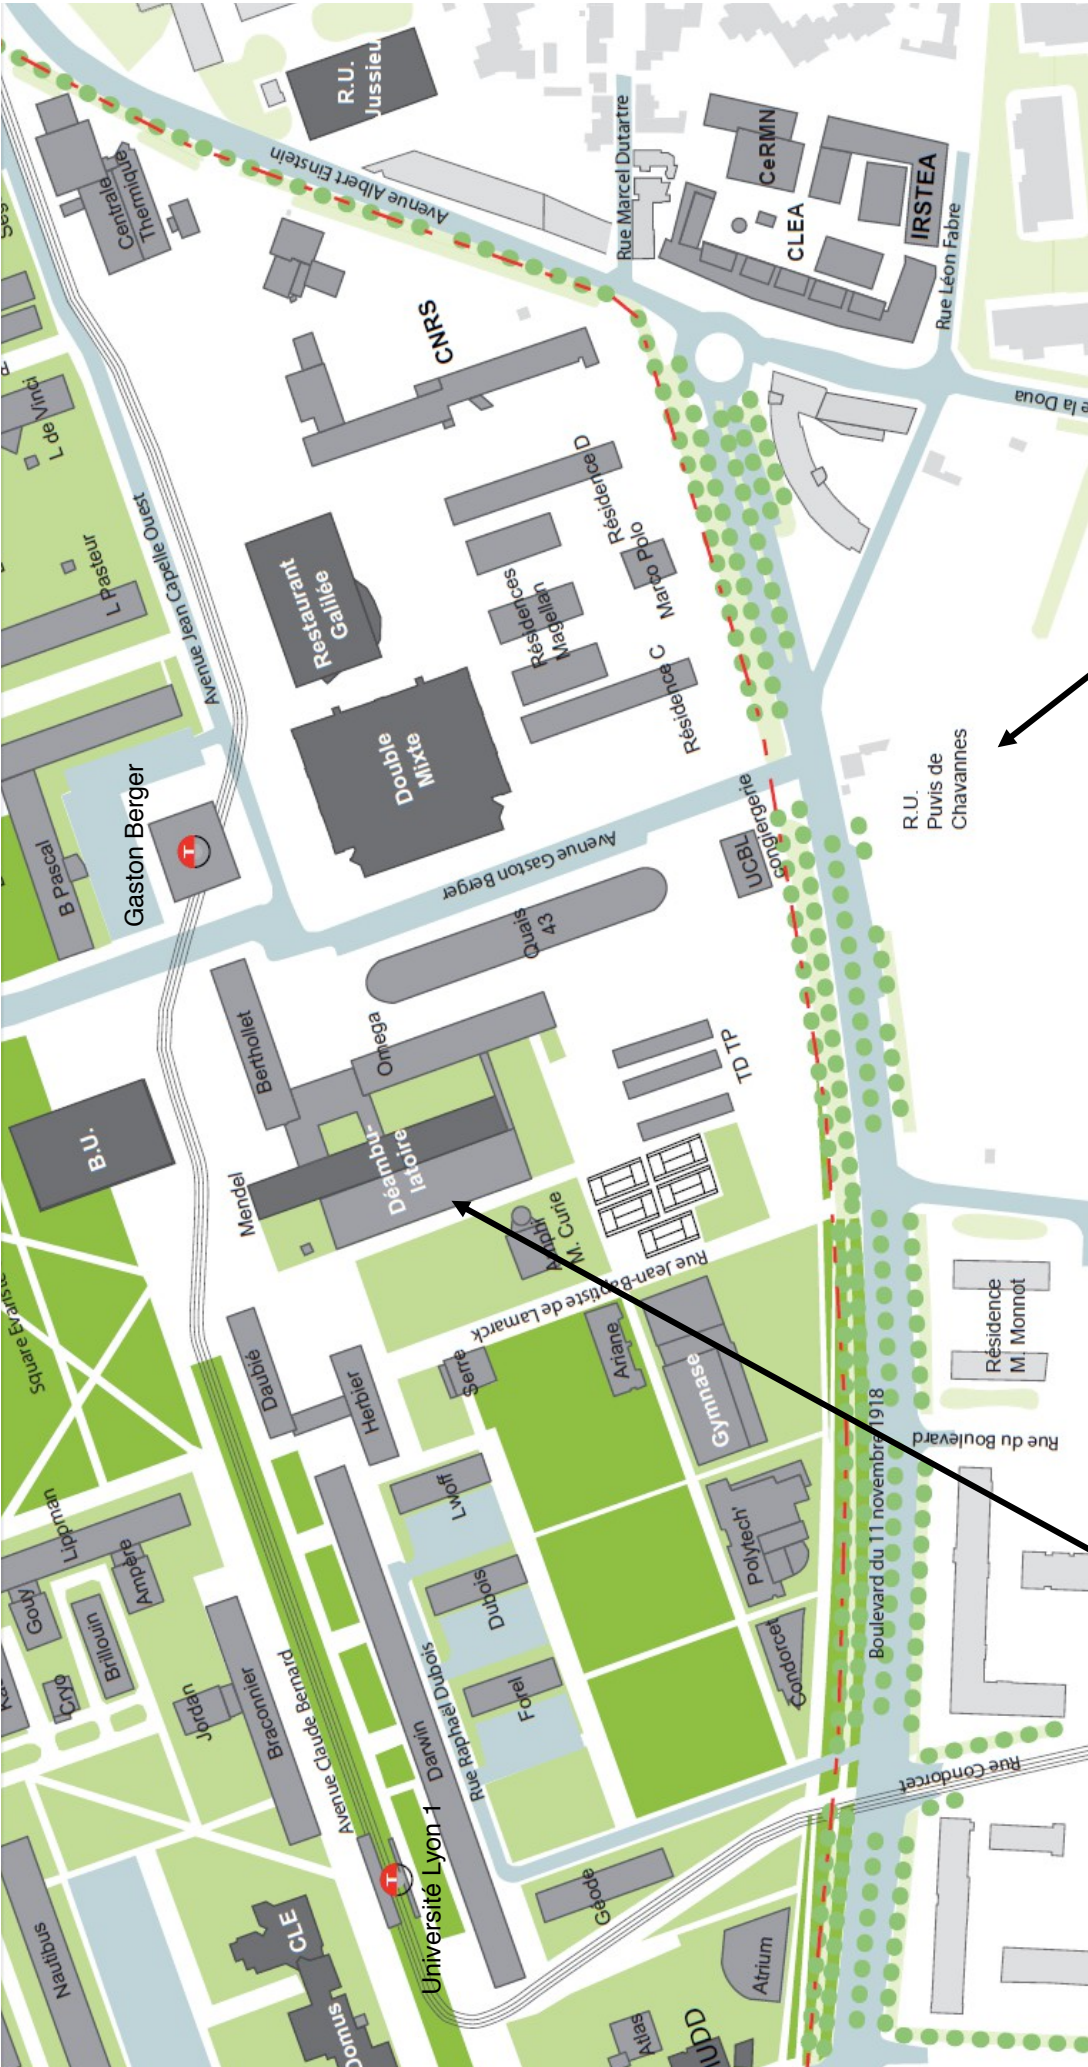 R.U.
Jussieu
Centrale
Thermique
Avenue Albert Einstein
Rue Marcel Dutartre
CeRMN
CLEA
IRSTEA
Rue Léon Fabre
CNRS
L de Vinci
L Pasteur
Avenue Jean Capelle Ouest
Restaurant
Galilée
Résidence D
Marco Polo
Résidences
Magellan
Résidence C
Double
Mixte
e la Doua
R.U.
Puvis de
Chavannes
Gaston Berger
T
B Pascal
Avenue Gaston Berger
UCBL
congiergerie
Quais
43
Berthollet
Omega
TD TP
B.U.
Mendel
Déambu-
latoire
Amphi
M. Curie
Rue Jean-Baptiste de Lamarck
Square Evariste
Daubié
Herbier
Serre
Ariane
Gymnase
Résidence
M. Monnot
Rue du Boulevard
Boulevard du 11 novembre 1918
Lippman
Gouy
Ampère
Brillouin
Cryo
Jordan
Braconnier
Lwoff
Dubois
Forel
Polytech'
Condorcet
Avenue Claude Bernard
Darwin
Rue Raphaël Dubois
Rue Condorcet
Université Lyon 1
T
Nautibus
CLE
Domus
Géode
Atrium
Atlas
IUDD